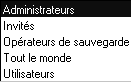 Administrateurs
Invités
Opérateurs de sauvegarde
Tout le monde
Utilisateurs